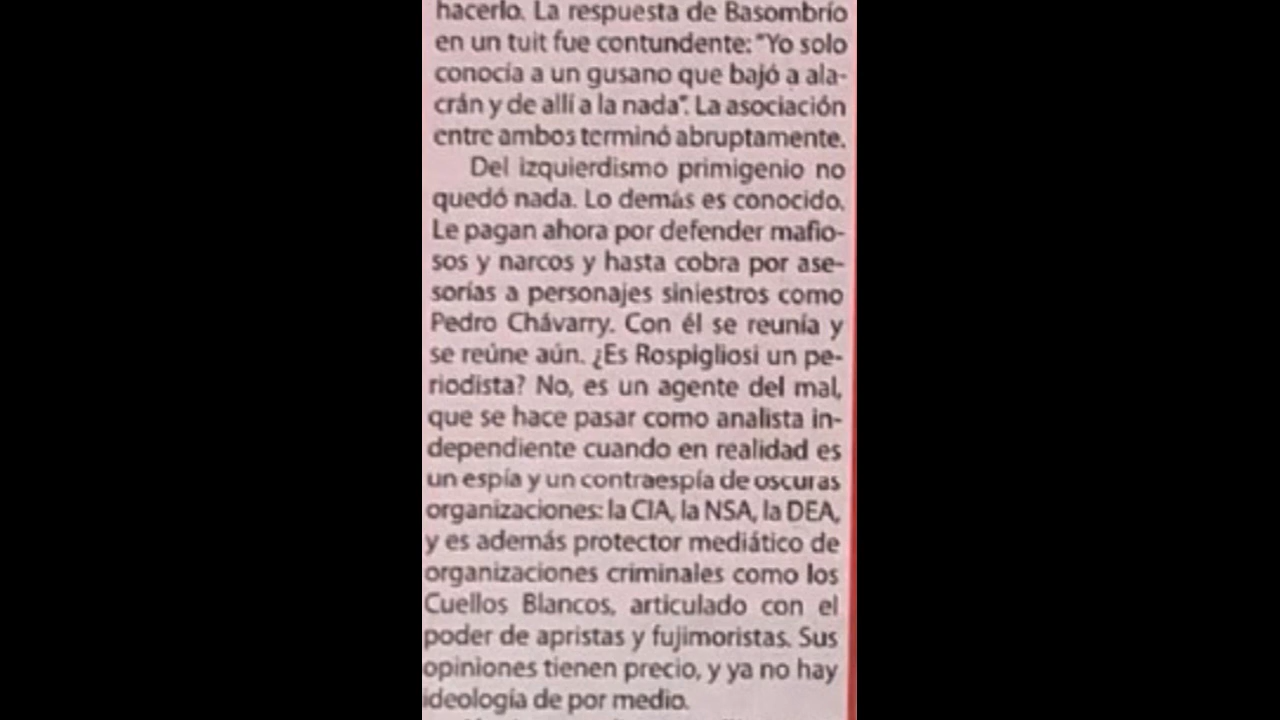 hacerlo. La respuesta de Basombrío
en un tuit fue contundente: "Yo solo
conocía a un gusano que bajó a ala-
crán y de allí a la nada". La asociación
entre ambos terminó abruptamente.
Del izquierdismo primigenio no
quedó nada. Lo demás es conocido.
Le pagan ahora por defender mafio-
sos y narcos y hasta cobra por ase-
sorías a personajes siniestros como
Pedro Chávarry. Con él se reunía y
se reúne aún. ¿Es Rospigliosi un pe-
riodista? No, es un agente del mal,
que se hace pasar como analista in-
dependiente cuando en realidad es
un espía y un contraespía de oscuras
organizaciones: la CIA, la NSA, la DEA,
y es además protector mediático de
organizaciones criminales como los
Cuellos Blancos, articulado con el
poder de apristas y fujimoristas. Sus
opiniones tienen precio, y ya no hay
ideología de por medio.